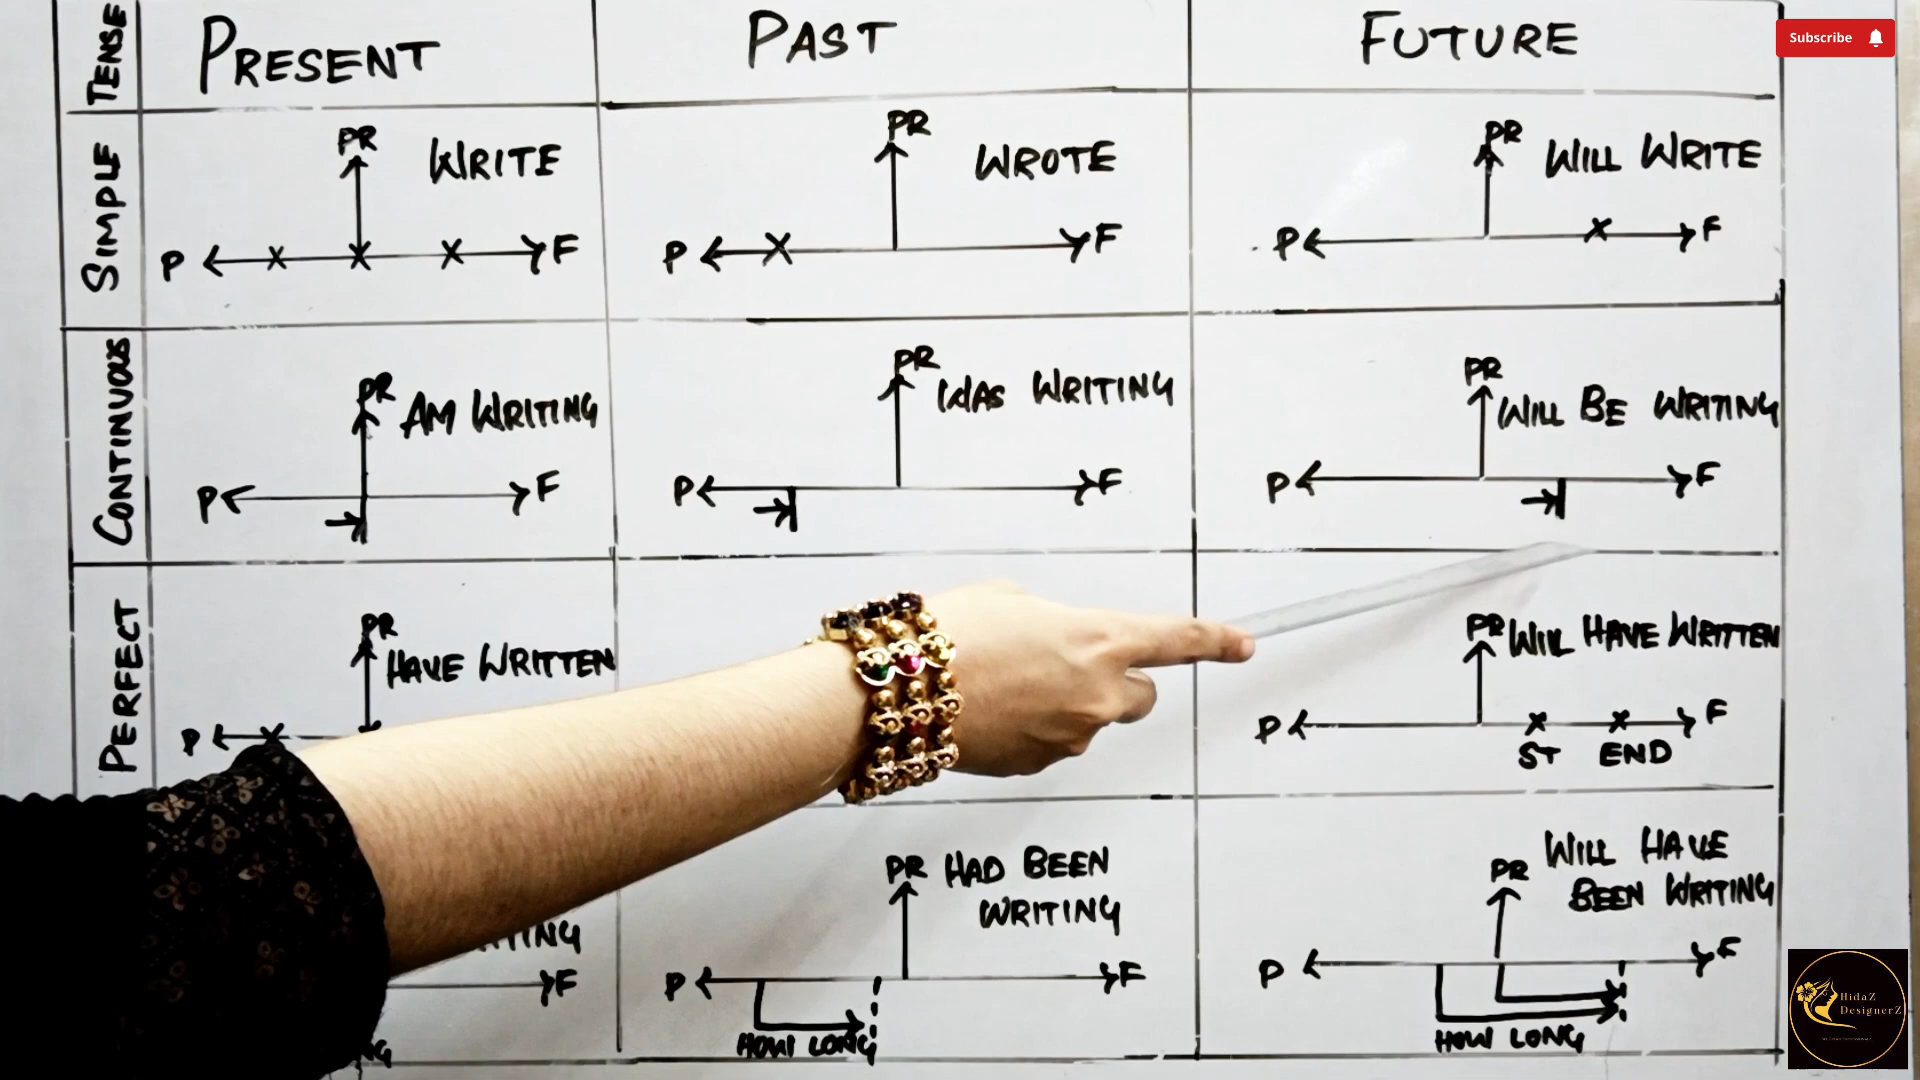 TENSE
PRESENT
PAST
FUTURE
Subscribe
SIMPLE
PR
WRITE
P
F
PR
WROTE
P
F
PR
WILL WRITE
P
F
CONTINUOUS
PR
AM WRITING
P
F
PR
WAS WRITING
P
F
PR
WILL BE WRITING
P
F
PERFECT
PR
HAVE WRITTEN
P
PR
WILL HAVE WRITTEN
P
F
ST END
F
PR
HAD BEEN
WRITING
P
F
HOW LONG
PR
WILL HAVE
BEEN WRITING
P
F
HOW LONG
HidaZ
DesignerZ